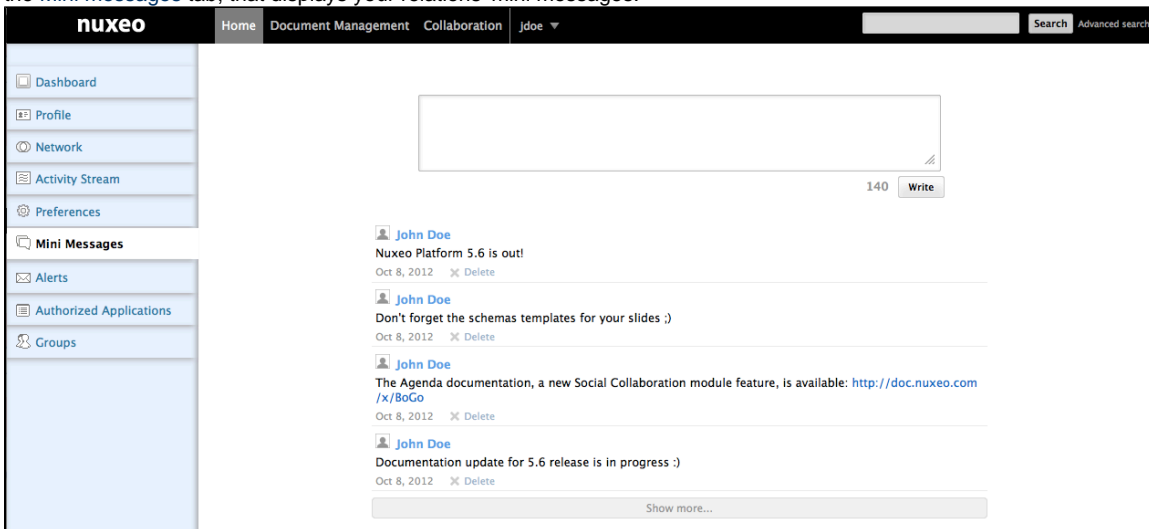 the Mini messages tab, that displays your relations' mini messages.
nuxeo
Home Document Management Collaboration jdoe
Search Advanced search
Dashboard
Profile
Network
Activity Stream
Preferences
Mini Messages
Alerts
Authorized Applications
Groups
140 Write
John Doe
Nuxeo Platform 5.6 is out!
Oct 8, 2012 Delete
John Doe
Don't forget the schemas templates for your slides ;)
Oct 8, 2012 Delete
John Doe
The Agenda documentation, a new Social Collaboration module feature, is available: http://doc.nuxeo.com
/x/BoGo
Oct 8, 2012 Delete
John Doe
Documentation update for 5.6 release is in progress :)
Oct 8, 2012 Delete
Show more...